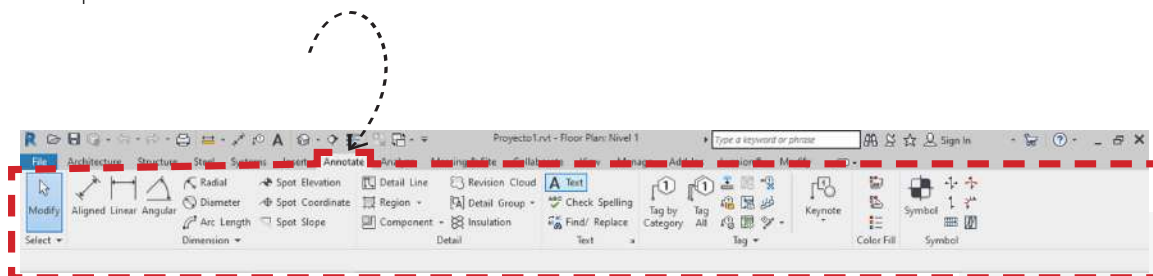 Proyecto1.rvt - Floor Plan: Nivel 1
Type a keyword or phrase
Sign In
File Architecture Structure Steel Systems Insert Annotate Analyze Massing & Site Collaborate View Manage Add-Ins Modify
Modify
Aligned Linear Angular
Radial
Diameter
Arc Length
Spot Elevation
Spot Coordinate
Spot Slope
Detail Line
Region
Component
Revision Cloud
Detail Group
Insulation
A Text
Check Spelling
Find/ Replace
Tag by
Category
Tag
All
Keynote
Symbol
Select
Dimension
Detail
Text
Tag
Color Fill
Symbol